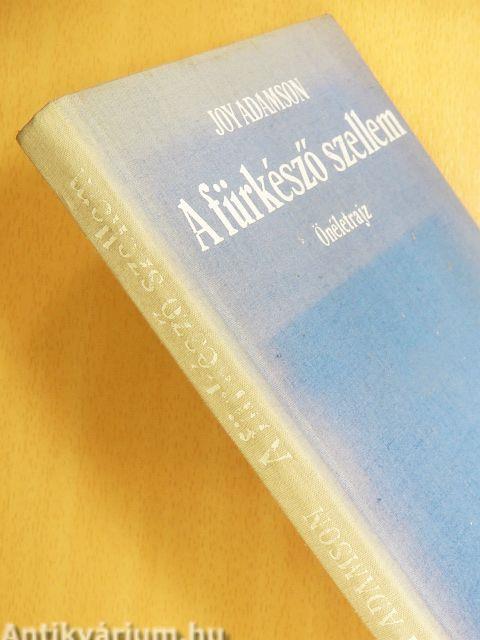 JOY ADAMSON
A fürkésző szellem
Önéletrajz
A fürkésző szellem
ADAMSON
Antikvárium.hu